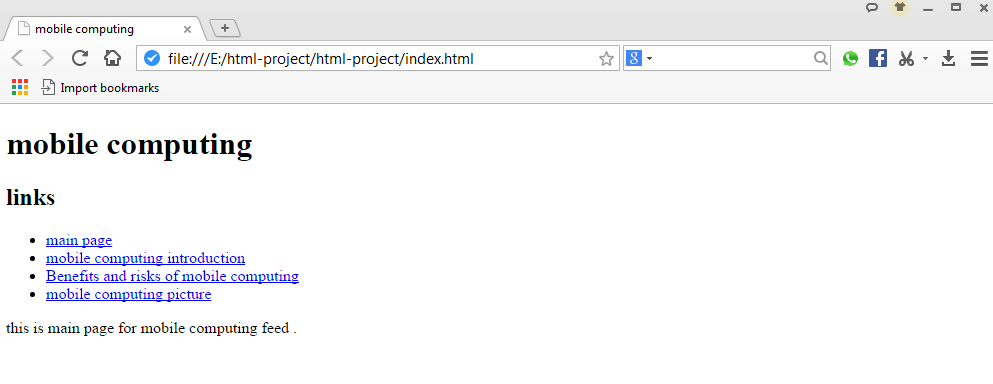 mobile computing
file:///E:/html-project/html-project/index.html
g
Import bookmarks
mobile computing
links
main page
mobile computing introduction
Benefits and risks of mobile computing
mobile computing picture
this is main page for mobile computing feed .